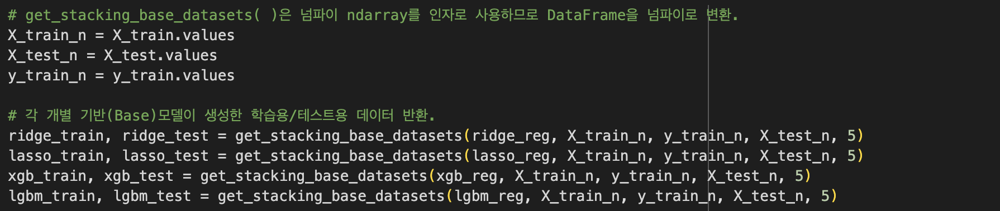 # get_stacking_base_datasets( )은 넘파이 ndarray를 인자로 사용하므로 DataFrame을 넘파이로 변환.
X_train_n = X_train.values
X_test_n = X_test.values
y_train_n = y_train.values
# 각 개별 기반(Base)모델이 생성한 학습용/테스트용 데이터 반환.
ridge_train, ridge_test = get_stacking_base_datasets(ridge_reg, X_train_n, y_train_n, X_test_n, 5)
lasso_train, lasso_test = get_stacking_base_datasets(lasso_reg, X_train_n, y_train_n, X_test_n, 5)
xgb_train, xgb_test = get_stacking_base_datasets(xgb_reg, X_train_n, y_train_n, X_test_n, 5)
lgbm_train, lgbm_test = get_stacking_base_datasets(lgbm_reg, X_train_n, y_train_n, X_test_n, 5)